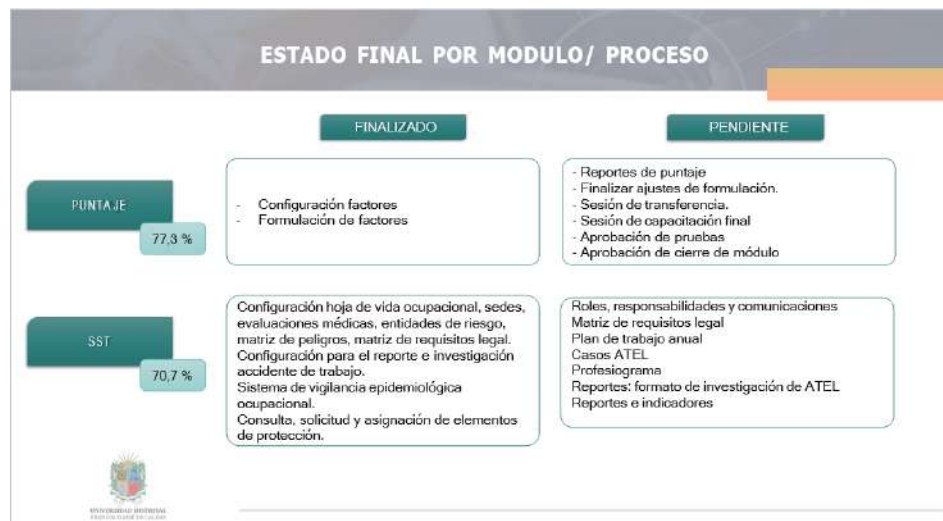 ESTADO FINAL POR MODULO/ PROCESO
FINALIZADO
PENDIENTE
PUNTAJE
77,3 %
- Configuración factores
- Formulación de factores
- Reportes de puntaje
- Finalizar ajustes de formulación.
- Sesión de transferencia.
- Sesión de capacitación final
- Aprobación de pruebas
- Aprobación de cierre de módulo
SST
70,7 %
Configuración hoja de vida ocupacional, sedes,
evaluaciones médicas, entidades de riesgo,
matriz de peligros, matriz de requisitos legal.
Configuración para el reporte e investigación
accidente de trabajo.
Sistema de vigilancia epidemiológica
ocupacional.
Consulta, solicitud y asignación de elementos
de protección.
Roles, responsabilidades y comunicaciones
Matriz de requisitos legal
Plan de trabajo anual
Casos ATEL
Profesiograma
Reportes: formato de investigación de ATEL
Reportes e indicadores
UNIVERSIDAD DISTRITAL